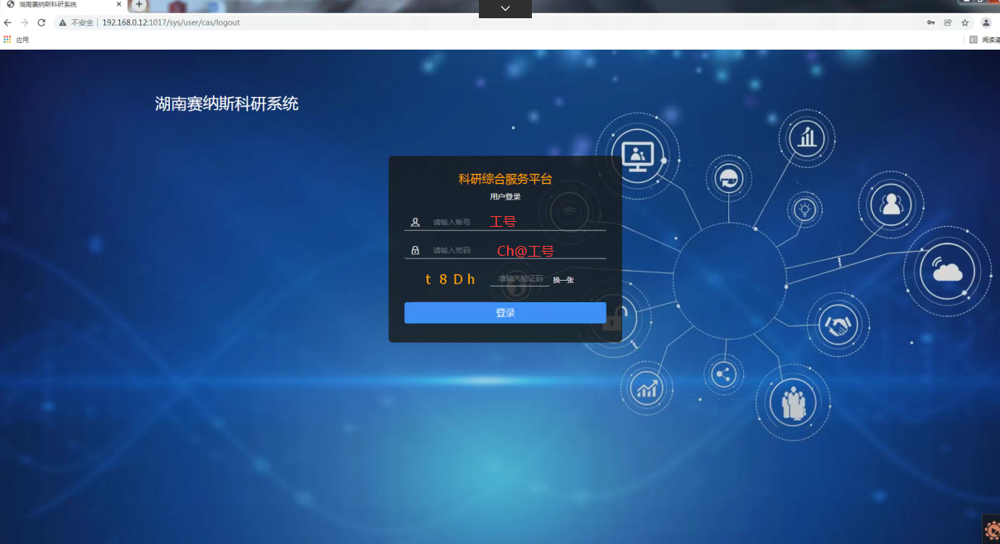 湖南赛纳斯科研系统
不安全 | 192.168.0.12:1017/sys/user/cas/logout
应用
阅读清
湖南赛纳斯科研系统
科研综合服务平台
用户登录
请输入帐号 工号
请输入密码 Ch@工号
t 8 D h 请输入验证码 换一张
登录